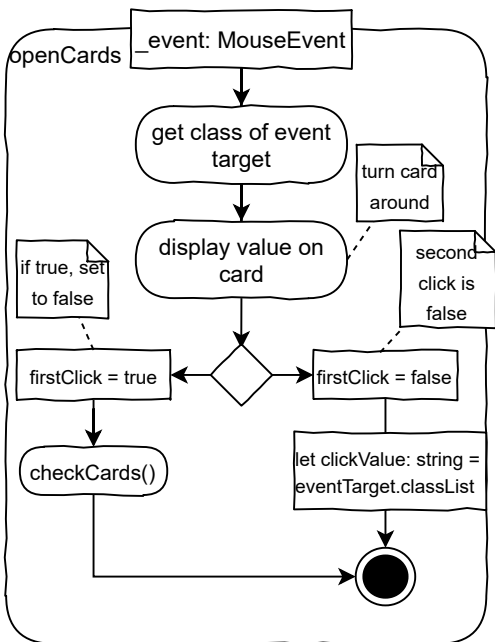 openCards
_event: MouseEvent
get class of event
target
turn card
around
display value on
card
second
click is
false
if true, set
to false
firstClick = true
firstClick = false
checkCards()
let clickValue: string =
eventTarget.classList